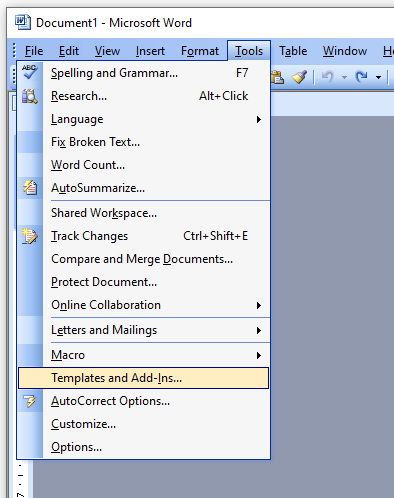 Document1 - Microsoft Word
File Edit View Insert Format Tools Table Window
Spelling and Grammar... F7
Research... Alt+Click
Language
Fix Broken Text...
Word Count...
AutoSummarize...
Shared Workspace...
Track Changes Ctrl+Shift+E
Compare and Merge Documents...
Protect Document...
Online Collaboration
Letters and Mailings
Macro
Templates and Add-Ins...
AutoCorrect Options...
Customize...
Options...